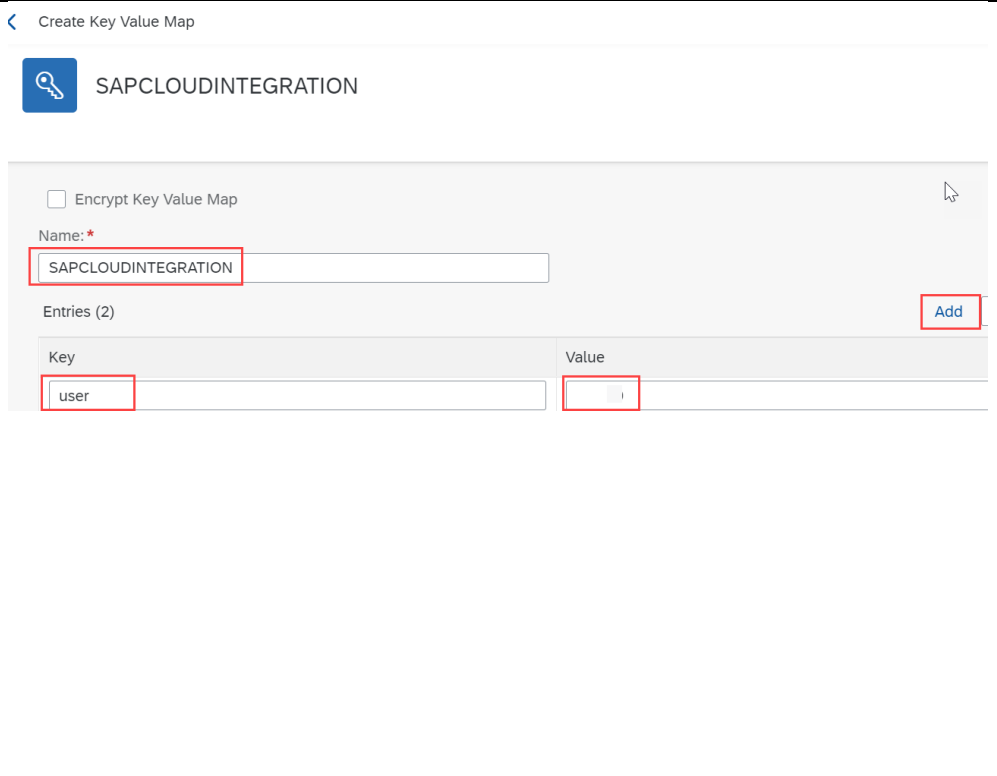 Create Key Value Map
SAPCLOUDINTEGRATION
Encrypt Key Value Map
Name:*
SAPCLOUDINTEGRATION
Entries (2)
Add
Key Value
user